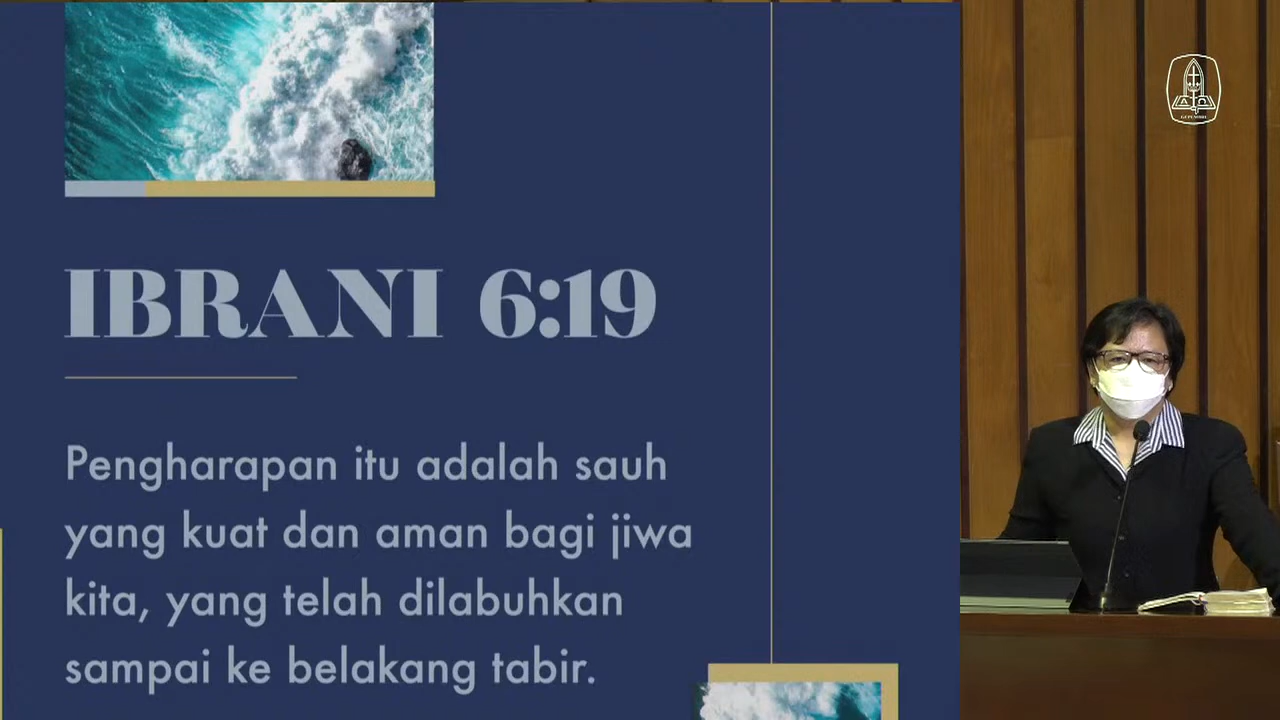 IBRANI 6:19
Pengharapan itu adalah sauh
yang kuat dan aman bagi jiwa
kita, yang telah dilabuhkan
sampai ke belakang tabir.